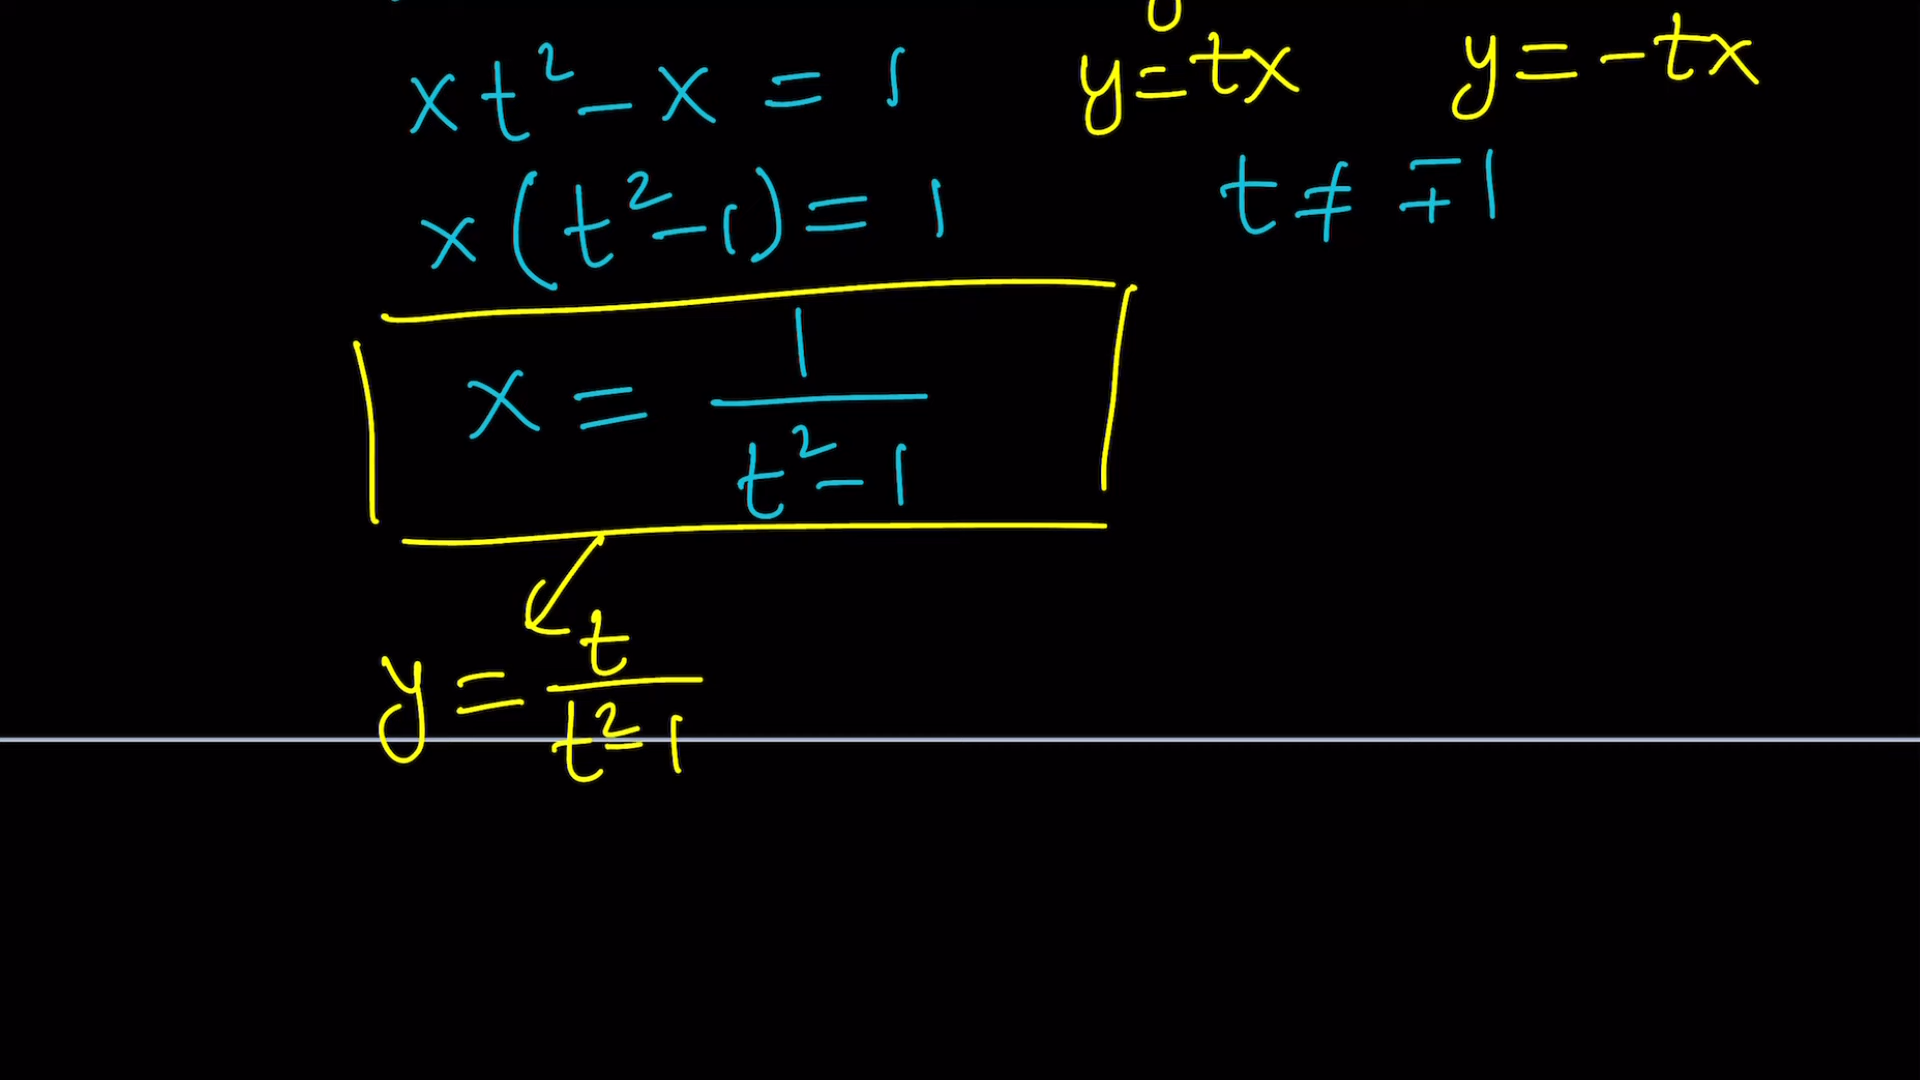 xt² - x = 1
y = tx
y = -tx
x(t² - 1) = 1
t ≠ ∓1
x = 1/(t² - 1)
y = t/(t² - 1)